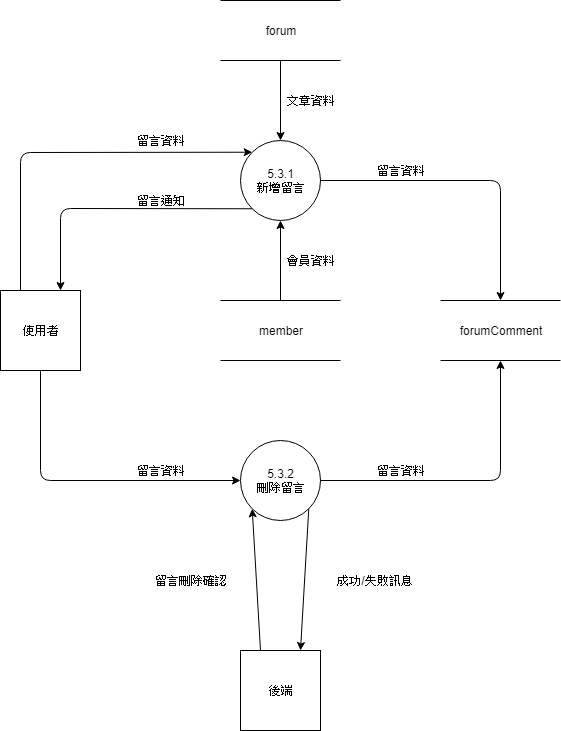 forum
文章資料
留言資料
5.3.1
新增留言
留言資料
留言通知
會員資料
使用者
member
forumComment
留言資料
5.3.2
刪除留言
留言資料
留言刪除確認
成功/失敗訊息
後端